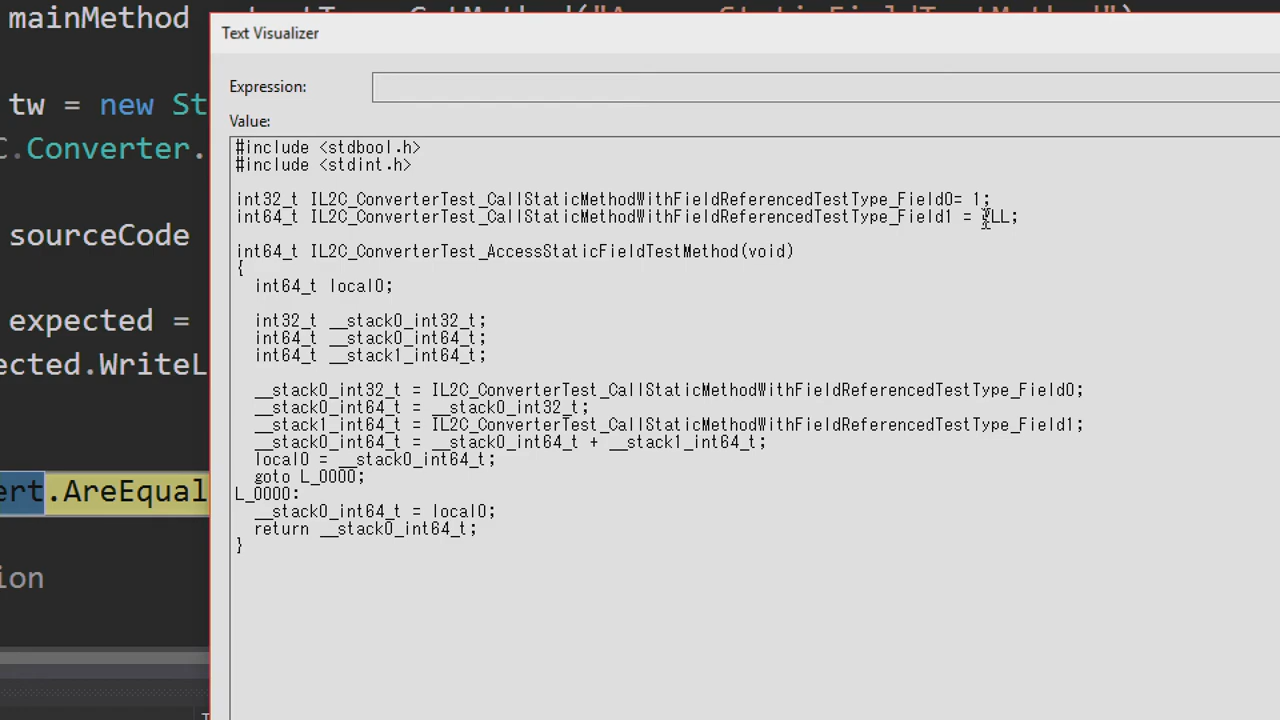 mainMethod
Text Visualizer
Expression:
tw = new St
Value:
C.Converter.
#include <stdbool.h>
#include <stdint.h>
int32_t IL2C_ConverterTest_CallStaticMethodWithFieldReferencedTestType_Field0= 1;
int64_t IL2C_ConverterTest_CallStaticMethodWithFieldReferencedTestType_Field1 = LL;
sourceCode
int64_t IL2C_ConverterTest_AccessStaticFieldTestMethod(void)
{
int64_t local0;
expected =
int32_t __stack0_int32_t;
int64_t __stack0_int64_t;
int64_t __stack1_int64_t;
ected.WriteL
__stack0_int32_t = IL2C_ConverterTest_CallStaticMethodWithFieldReferencedTestType_Field0;
__stack0_int64_t = __stack0_int32_t;
__stack1_int64_t = IL2C_ConverterTest_CallStaticMethodWithFieldReferencedTestType_Field1;
__stack0_int64_t = __stack0_int64_t + __stack1_int64_t;
local0 = __stack0_int64_t;
goto L_0000;
ert.AreEqual
L_0000:
__stack0_int64_t = local0;
return __stack0_int64_t;
}
ion